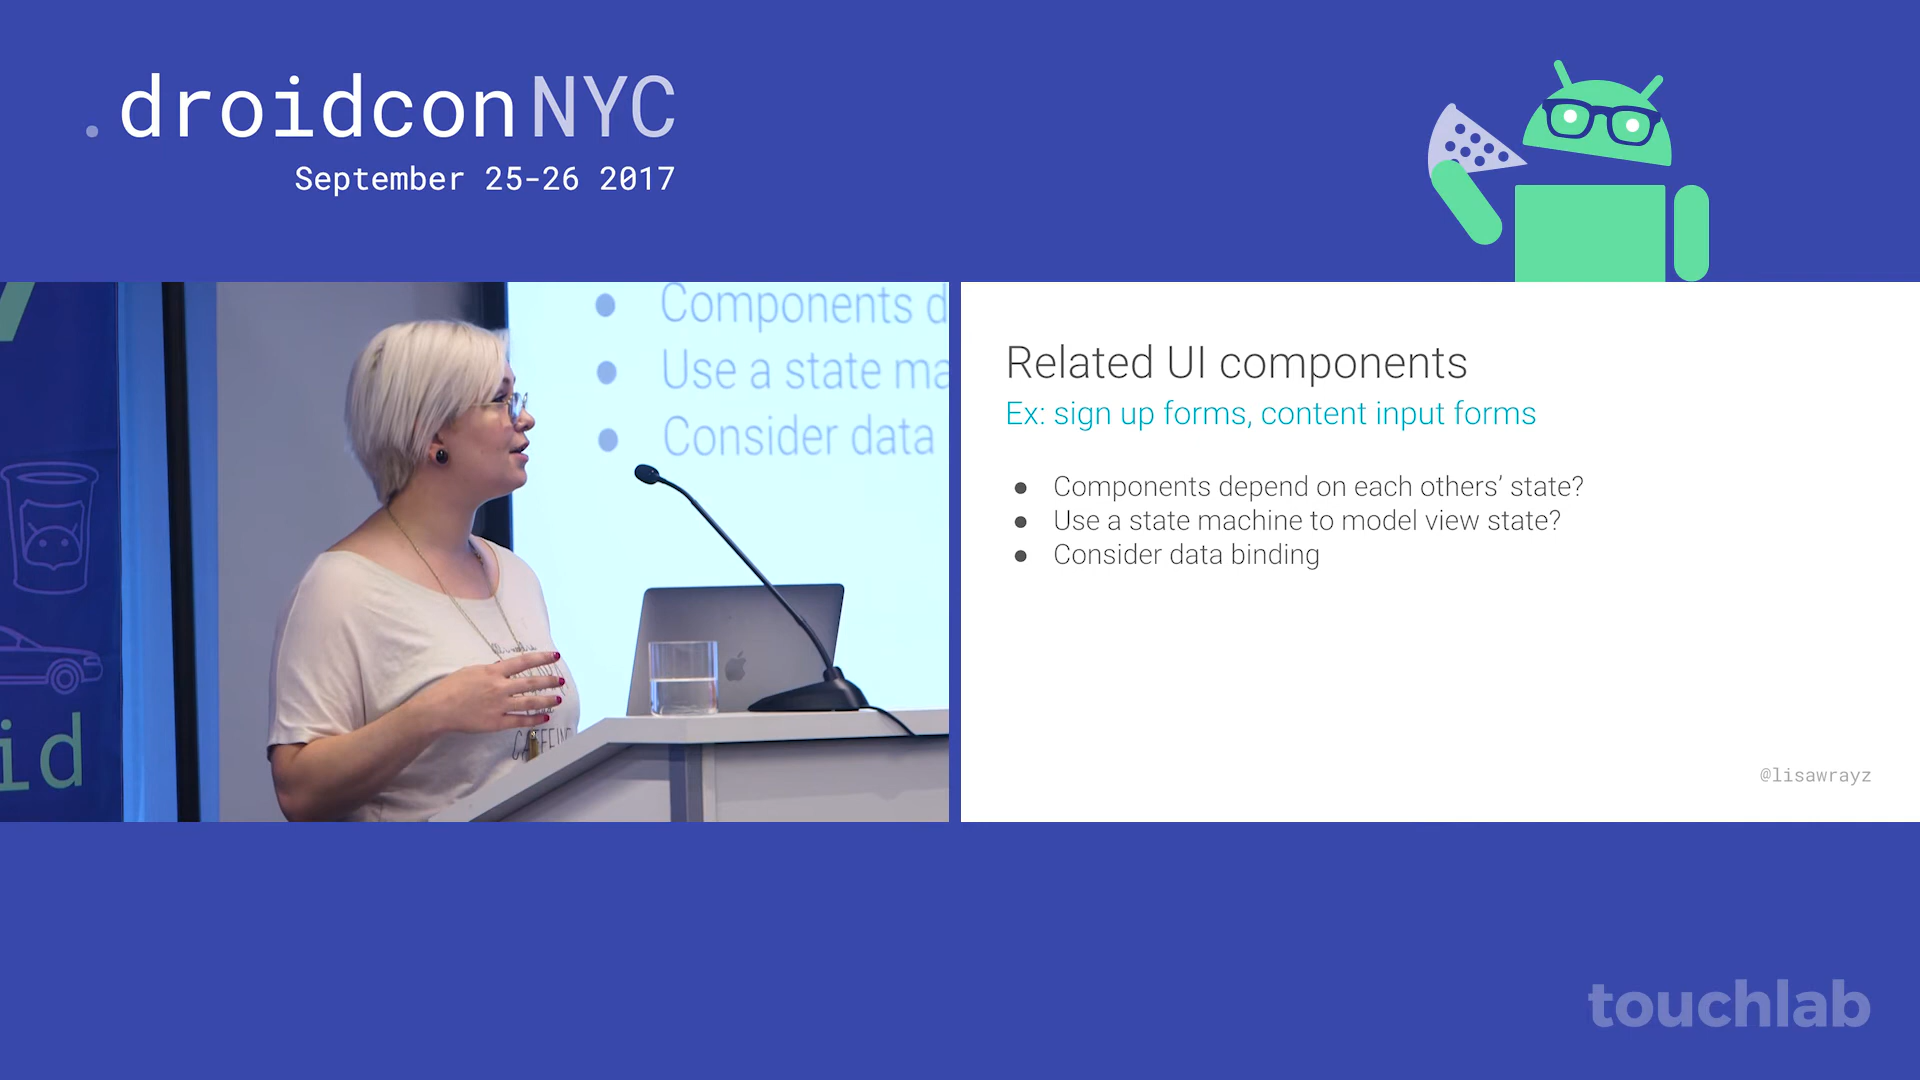 .droidcon NYC
September 25-26 2017
Components d
Use a state ma
Consider data
id
CAFFEINE
Related UI components
Ex: sign up forms, content input forms
● Components depend on each others’ state?
● Use a state machine to model view state?
● Consider data binding
@lisawrayz
touchlab